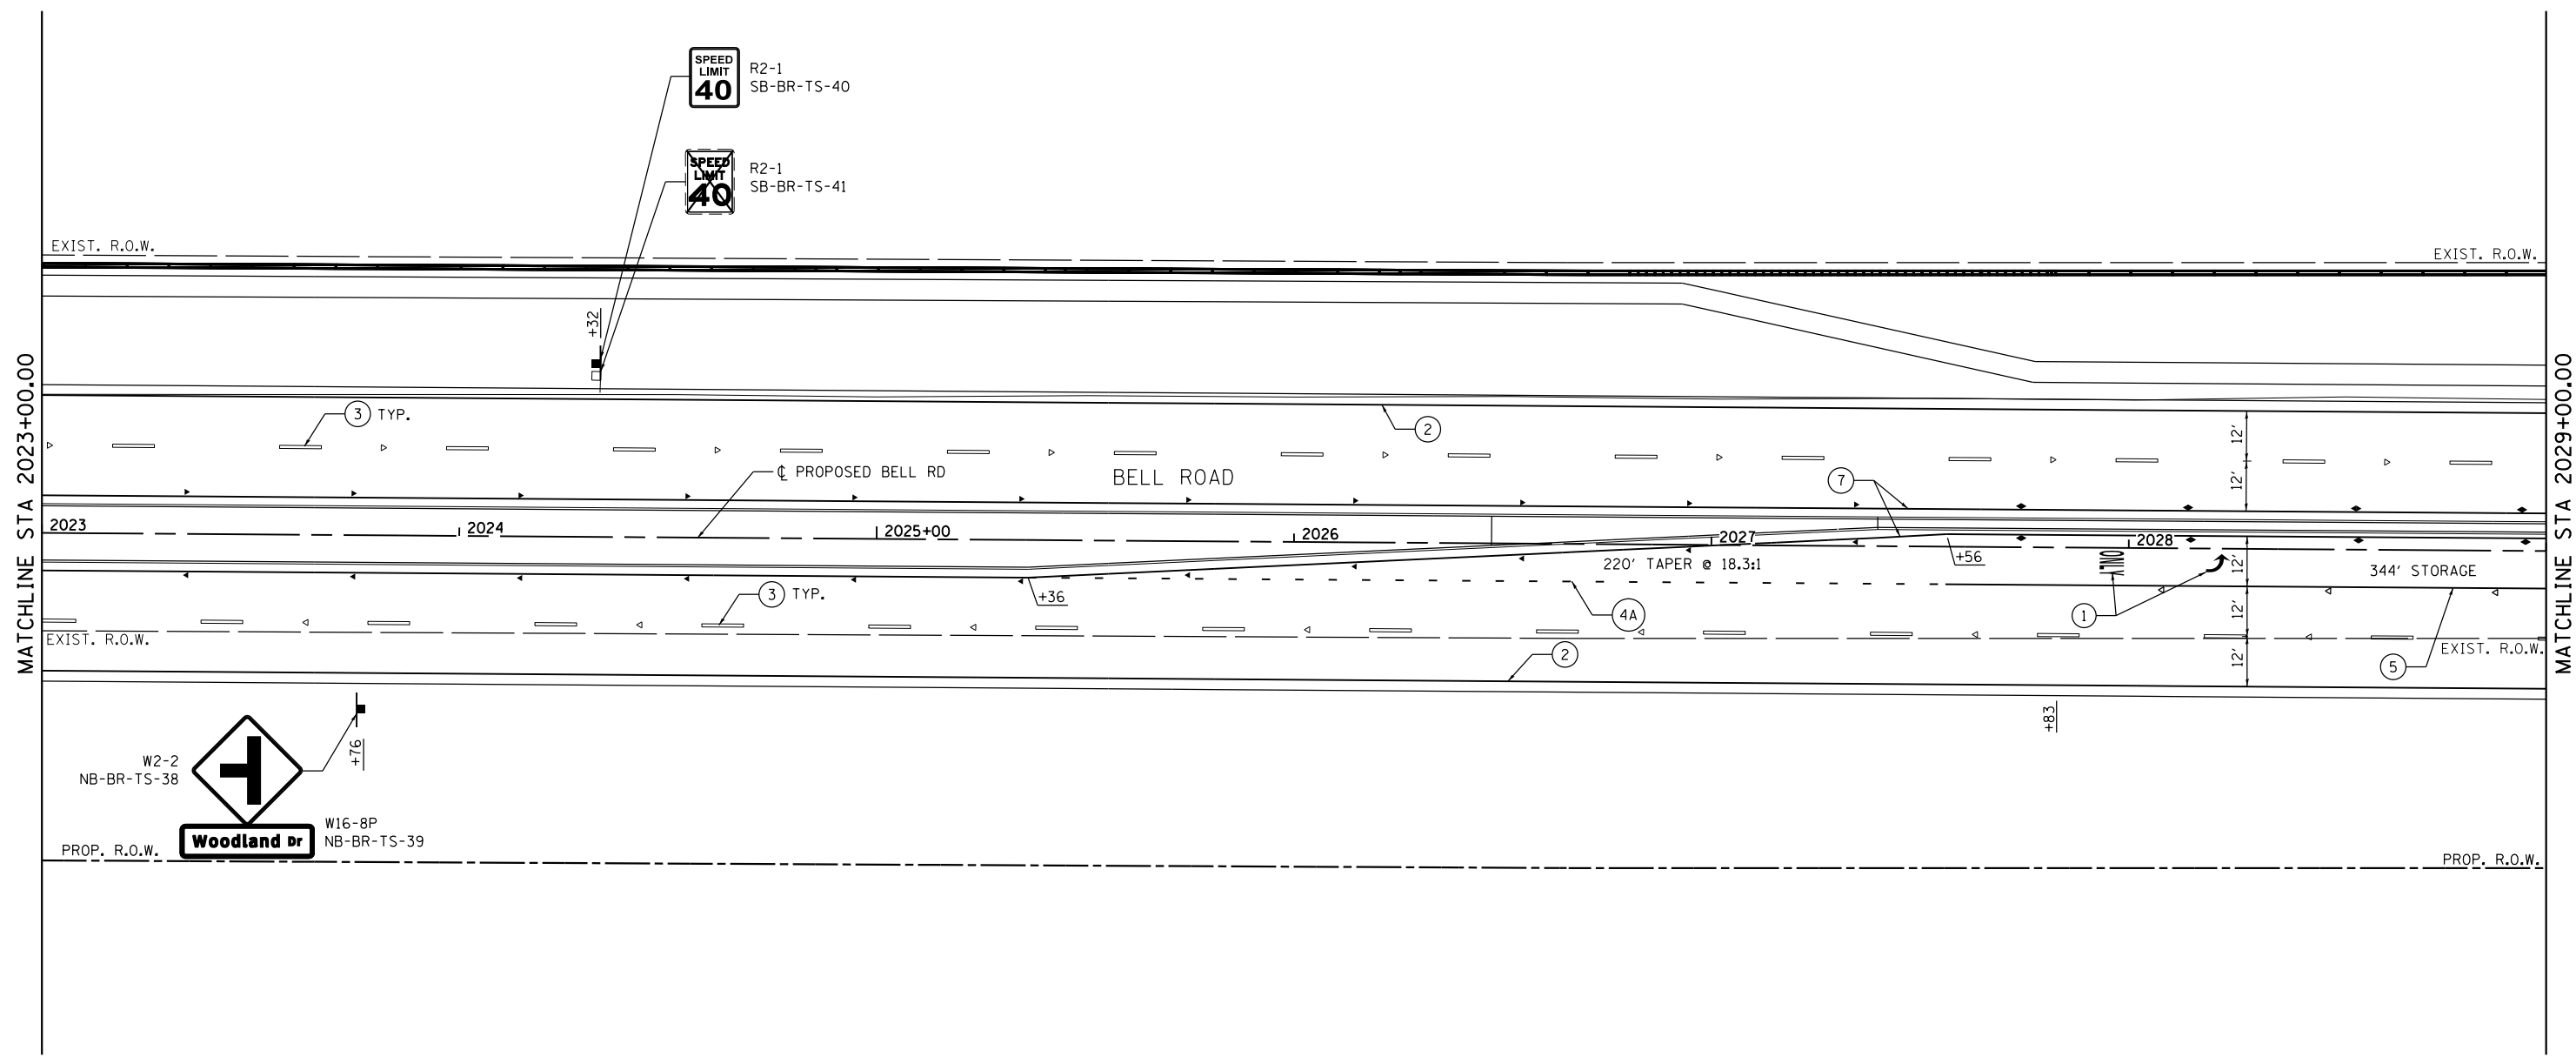 SPEED
LIMIT
40
R2-1
SB-BR-TS-40
SPEED
LIMIT
40
R2-1
SB-BR-TS-41
EXIST. R.O.W.
EXIST. R.O.W.
+32
MATCHLINE STA 2023+00.00
MATCHLINE STA 2029+00.00
3 TYP.
2
12'
12'
℄ PROPOSED BELL RD
BELL ROAD
7
2023
2024
2025+00
2026
2027
2028
+56
ONLY
12'
220' TAPER @ 18.3:1
344' STORAGE
+36
3 TYP.
4A
1
12'
EXIST. R.O.W.
EXIST. R.O.W.
2
12'
5
+76
+83
W2-2
NB-BR-TS-38
W16-8P
NB-BR-TS-39
Woodland Dr
PROP. R.O.W.
PROP. R.O.W.